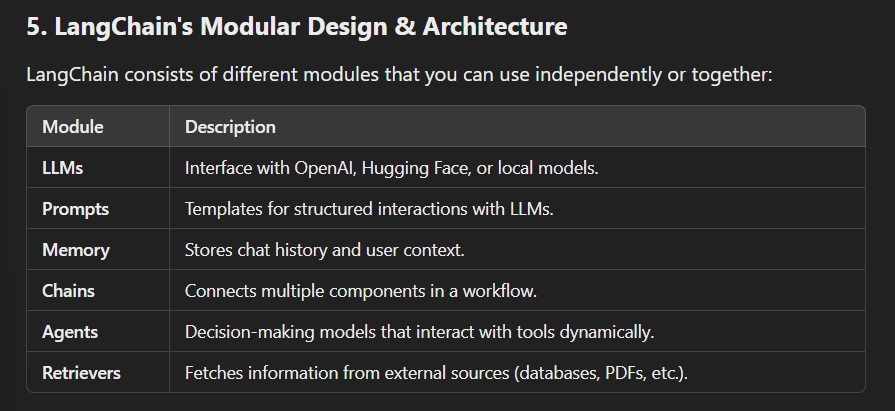 5. LangChain's Modular Design & Architecture
LangChain consists of different modules that you can use independently or together:
Module Description
LLMs Interface with OpenAI, Hugging Face, or local models.
Prompts Templates for structured interactions with LLMs.
Memory Stores chat history and user context.
Chains Connects multiple components in a workflow.
Agents Decision-making models that interact with tools dynamically.
Retrievers Fetches information from external sources (databases, PDFs, etc.).